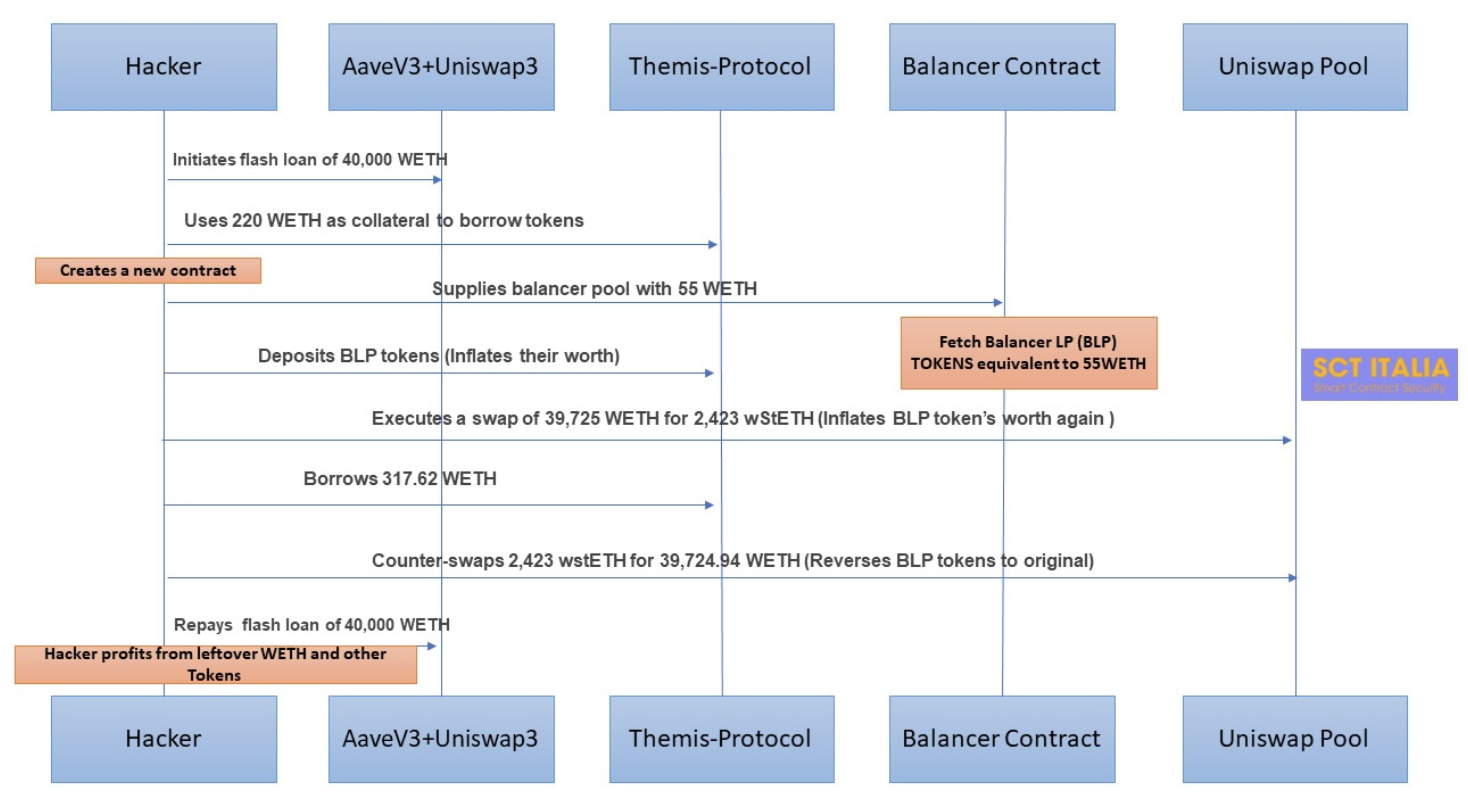 Hacker
AaveV3+Uniswap3
Themis-Protocol
Balancer Contract
Uniswap Pool
Initiates flash loan of 40,000 WETH
Uses 220 WETH as collateral to borrow tokens
Creates a new contract
Supplies balancer pool with 55 WETH
Fetch Balancer LP (BLP)
TOKENS equivalent to 55WETH
Deposits BLP tokens (Inflates their worth)
SCT ITALIA
Smart Contract Security
Executes a swap of 39,725 WETH for 2,423 wStETH (Inflates BLP token's worth again )
Borrows 317.62 WETH
Counter-swaps 2,423 wstETH for 39,724.94 WETH (Reverses BLP tokens to original)
Repays flash loan of 40,000 WETH
Hacker profits from leftover WETH and other
Tokens
Hacker
AaveV3+Uniswap3
Themis-Protocol
Balancer Contract
Uniswap Pool